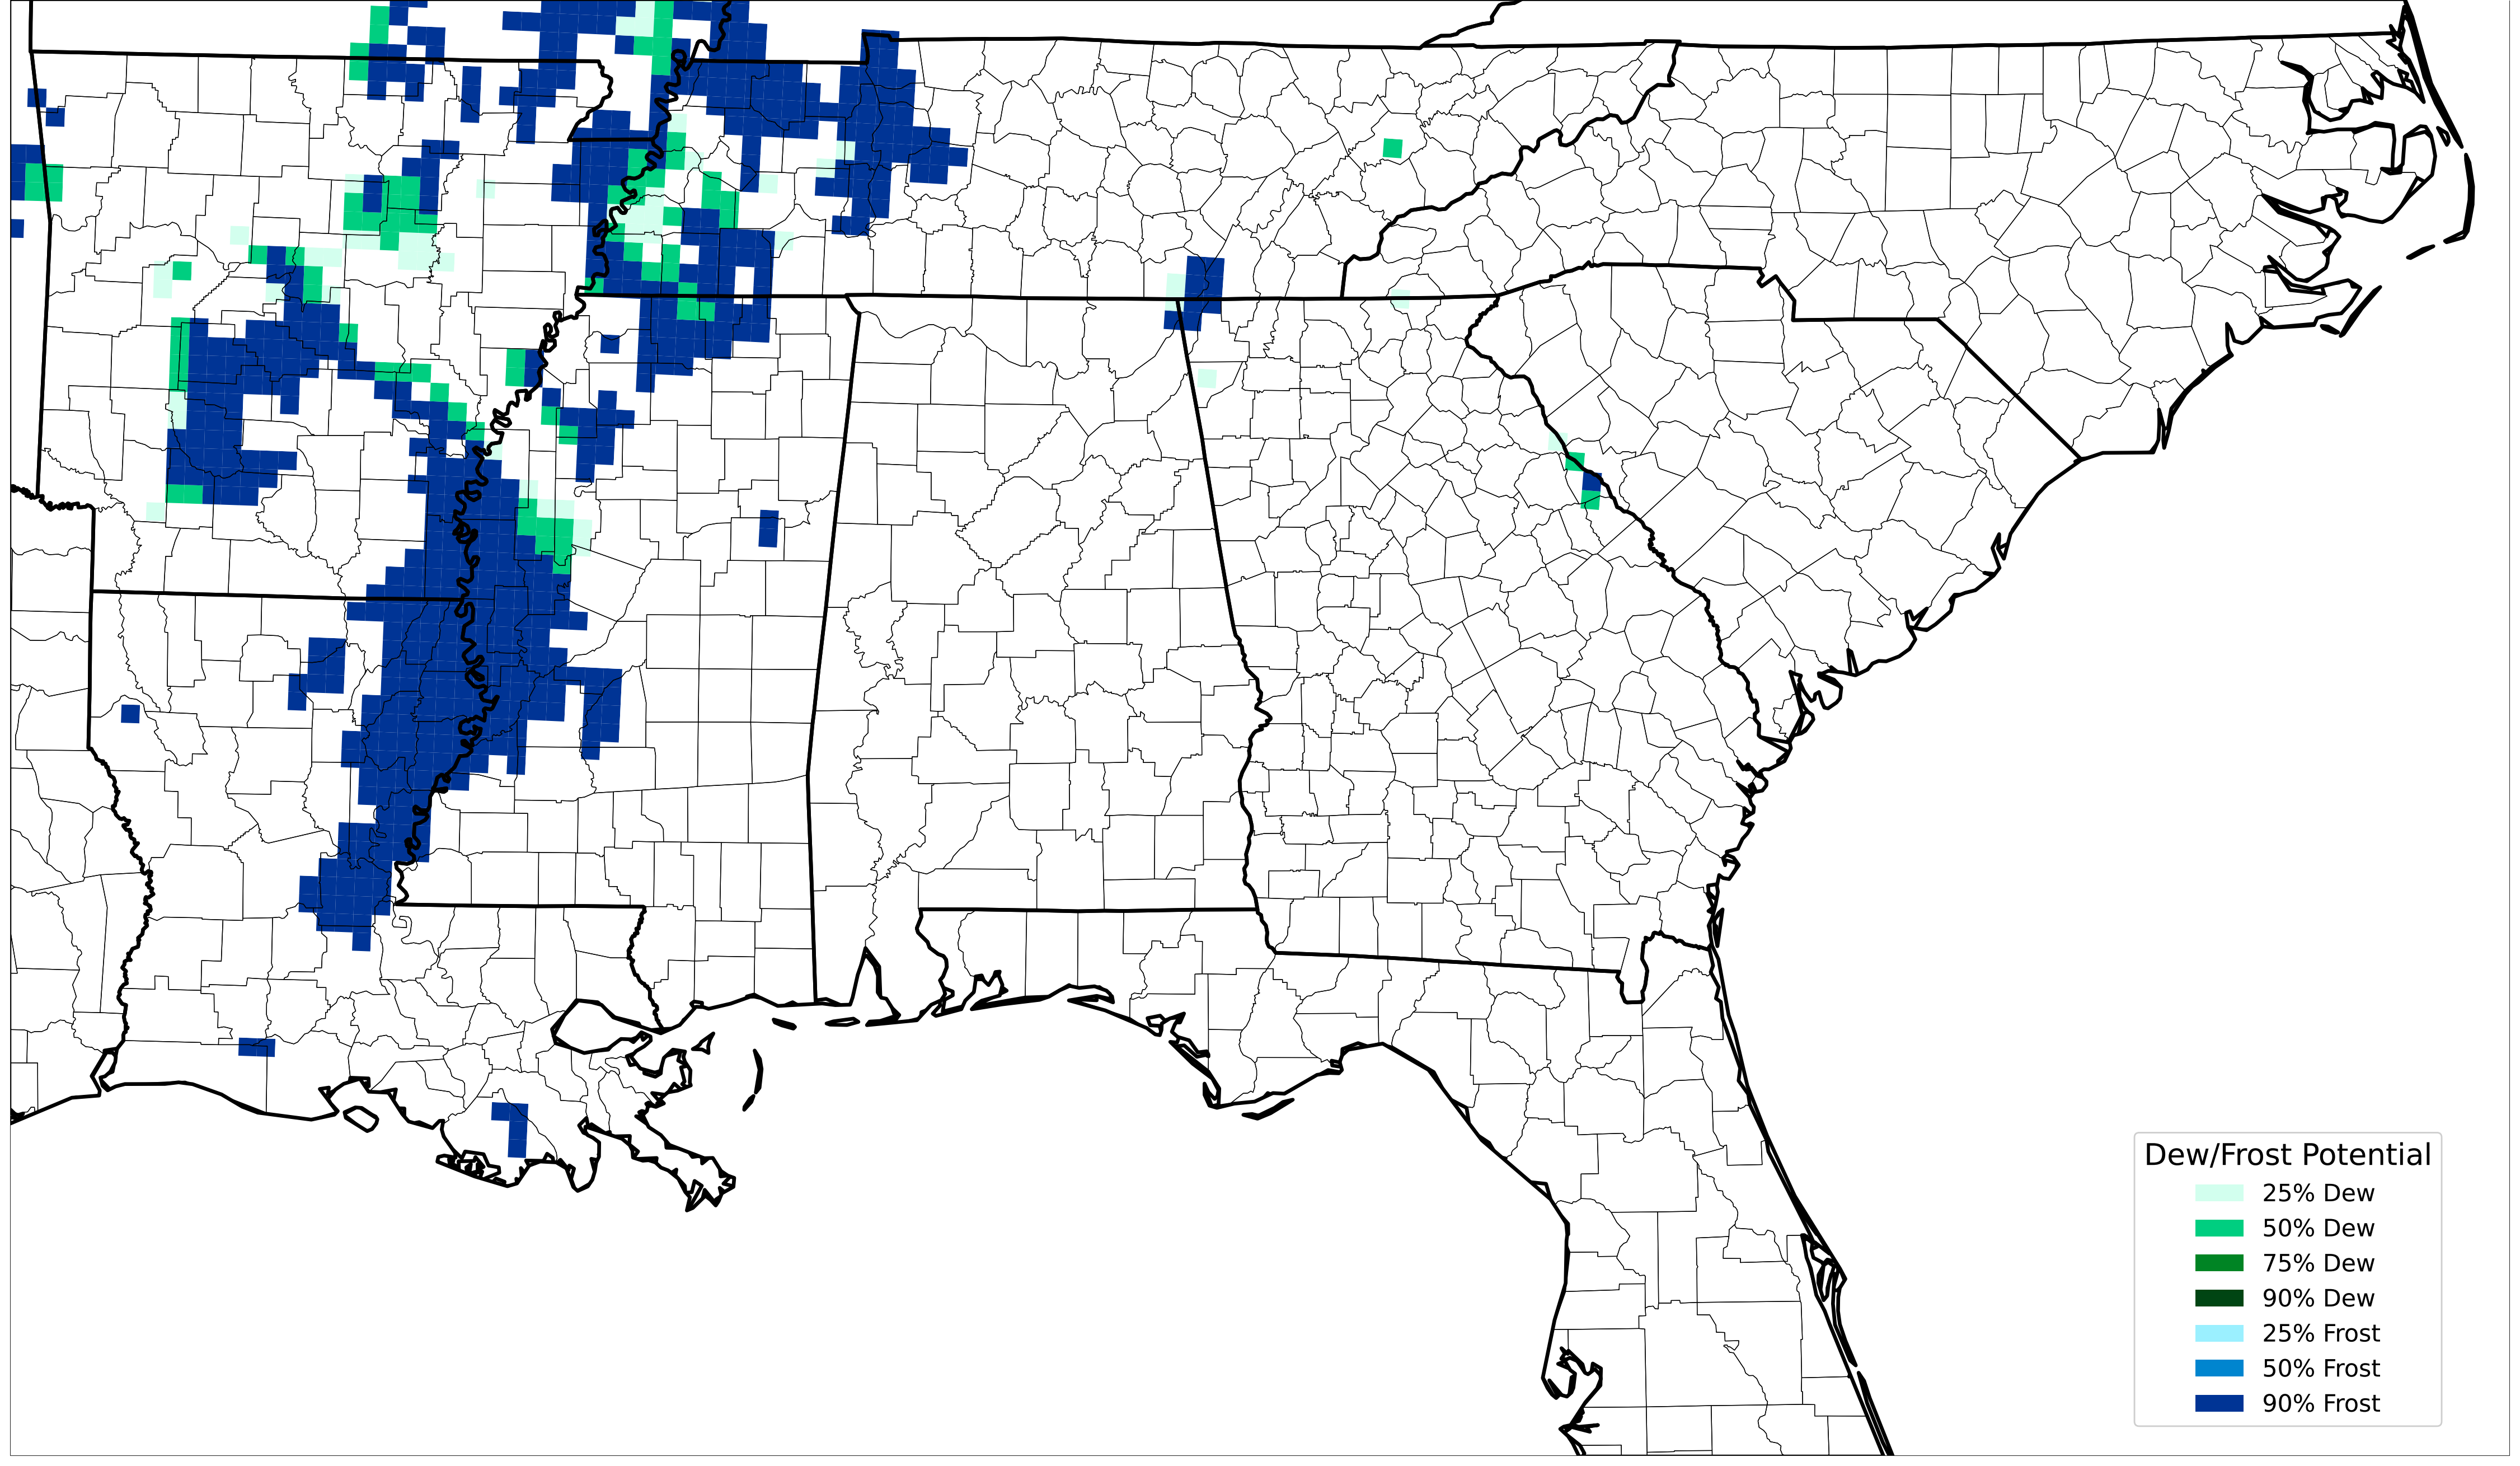 Dew/Frost Potential
25% Dew
50% Dew
75% Dew
90% Dew
25% Frost
50% Frost
90% Frost